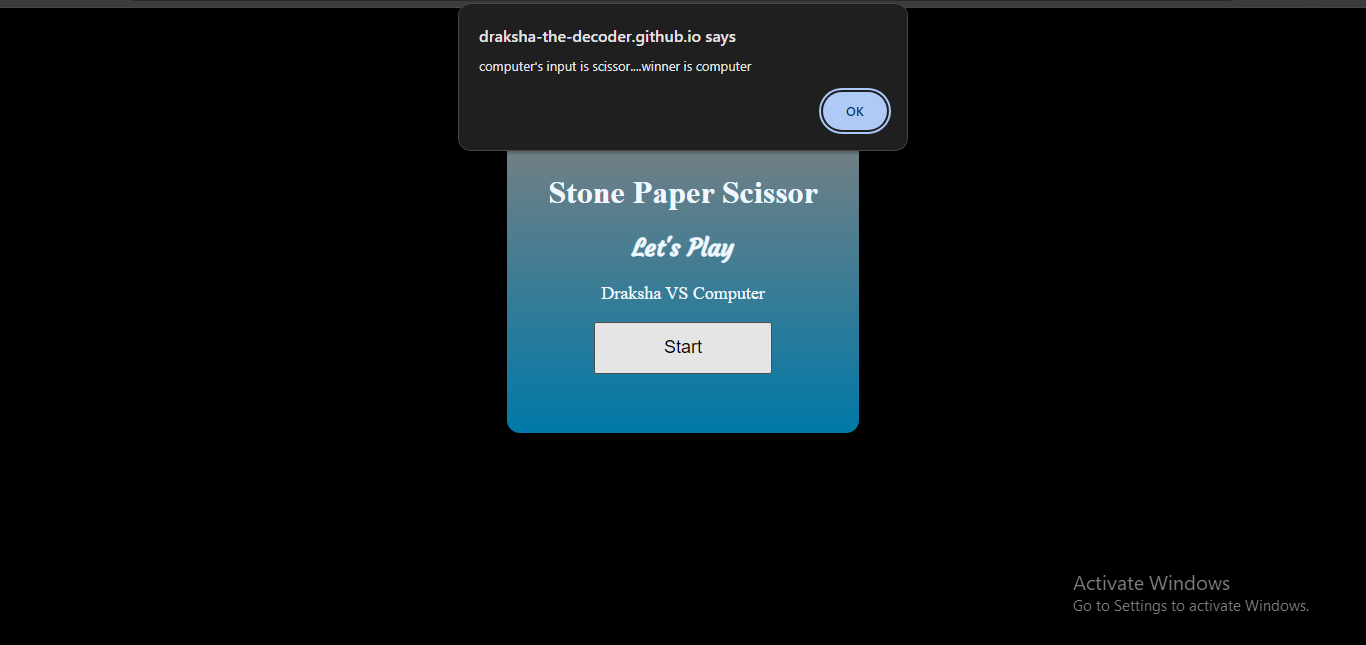 draksha-the-decoder.github.io says
computer's input is scissor....winner is computer
OK
Stone Paper Scissor
Let's Play
Draksha VS Computer
Start
Activate Windows
Go to Settings to activate Windows.